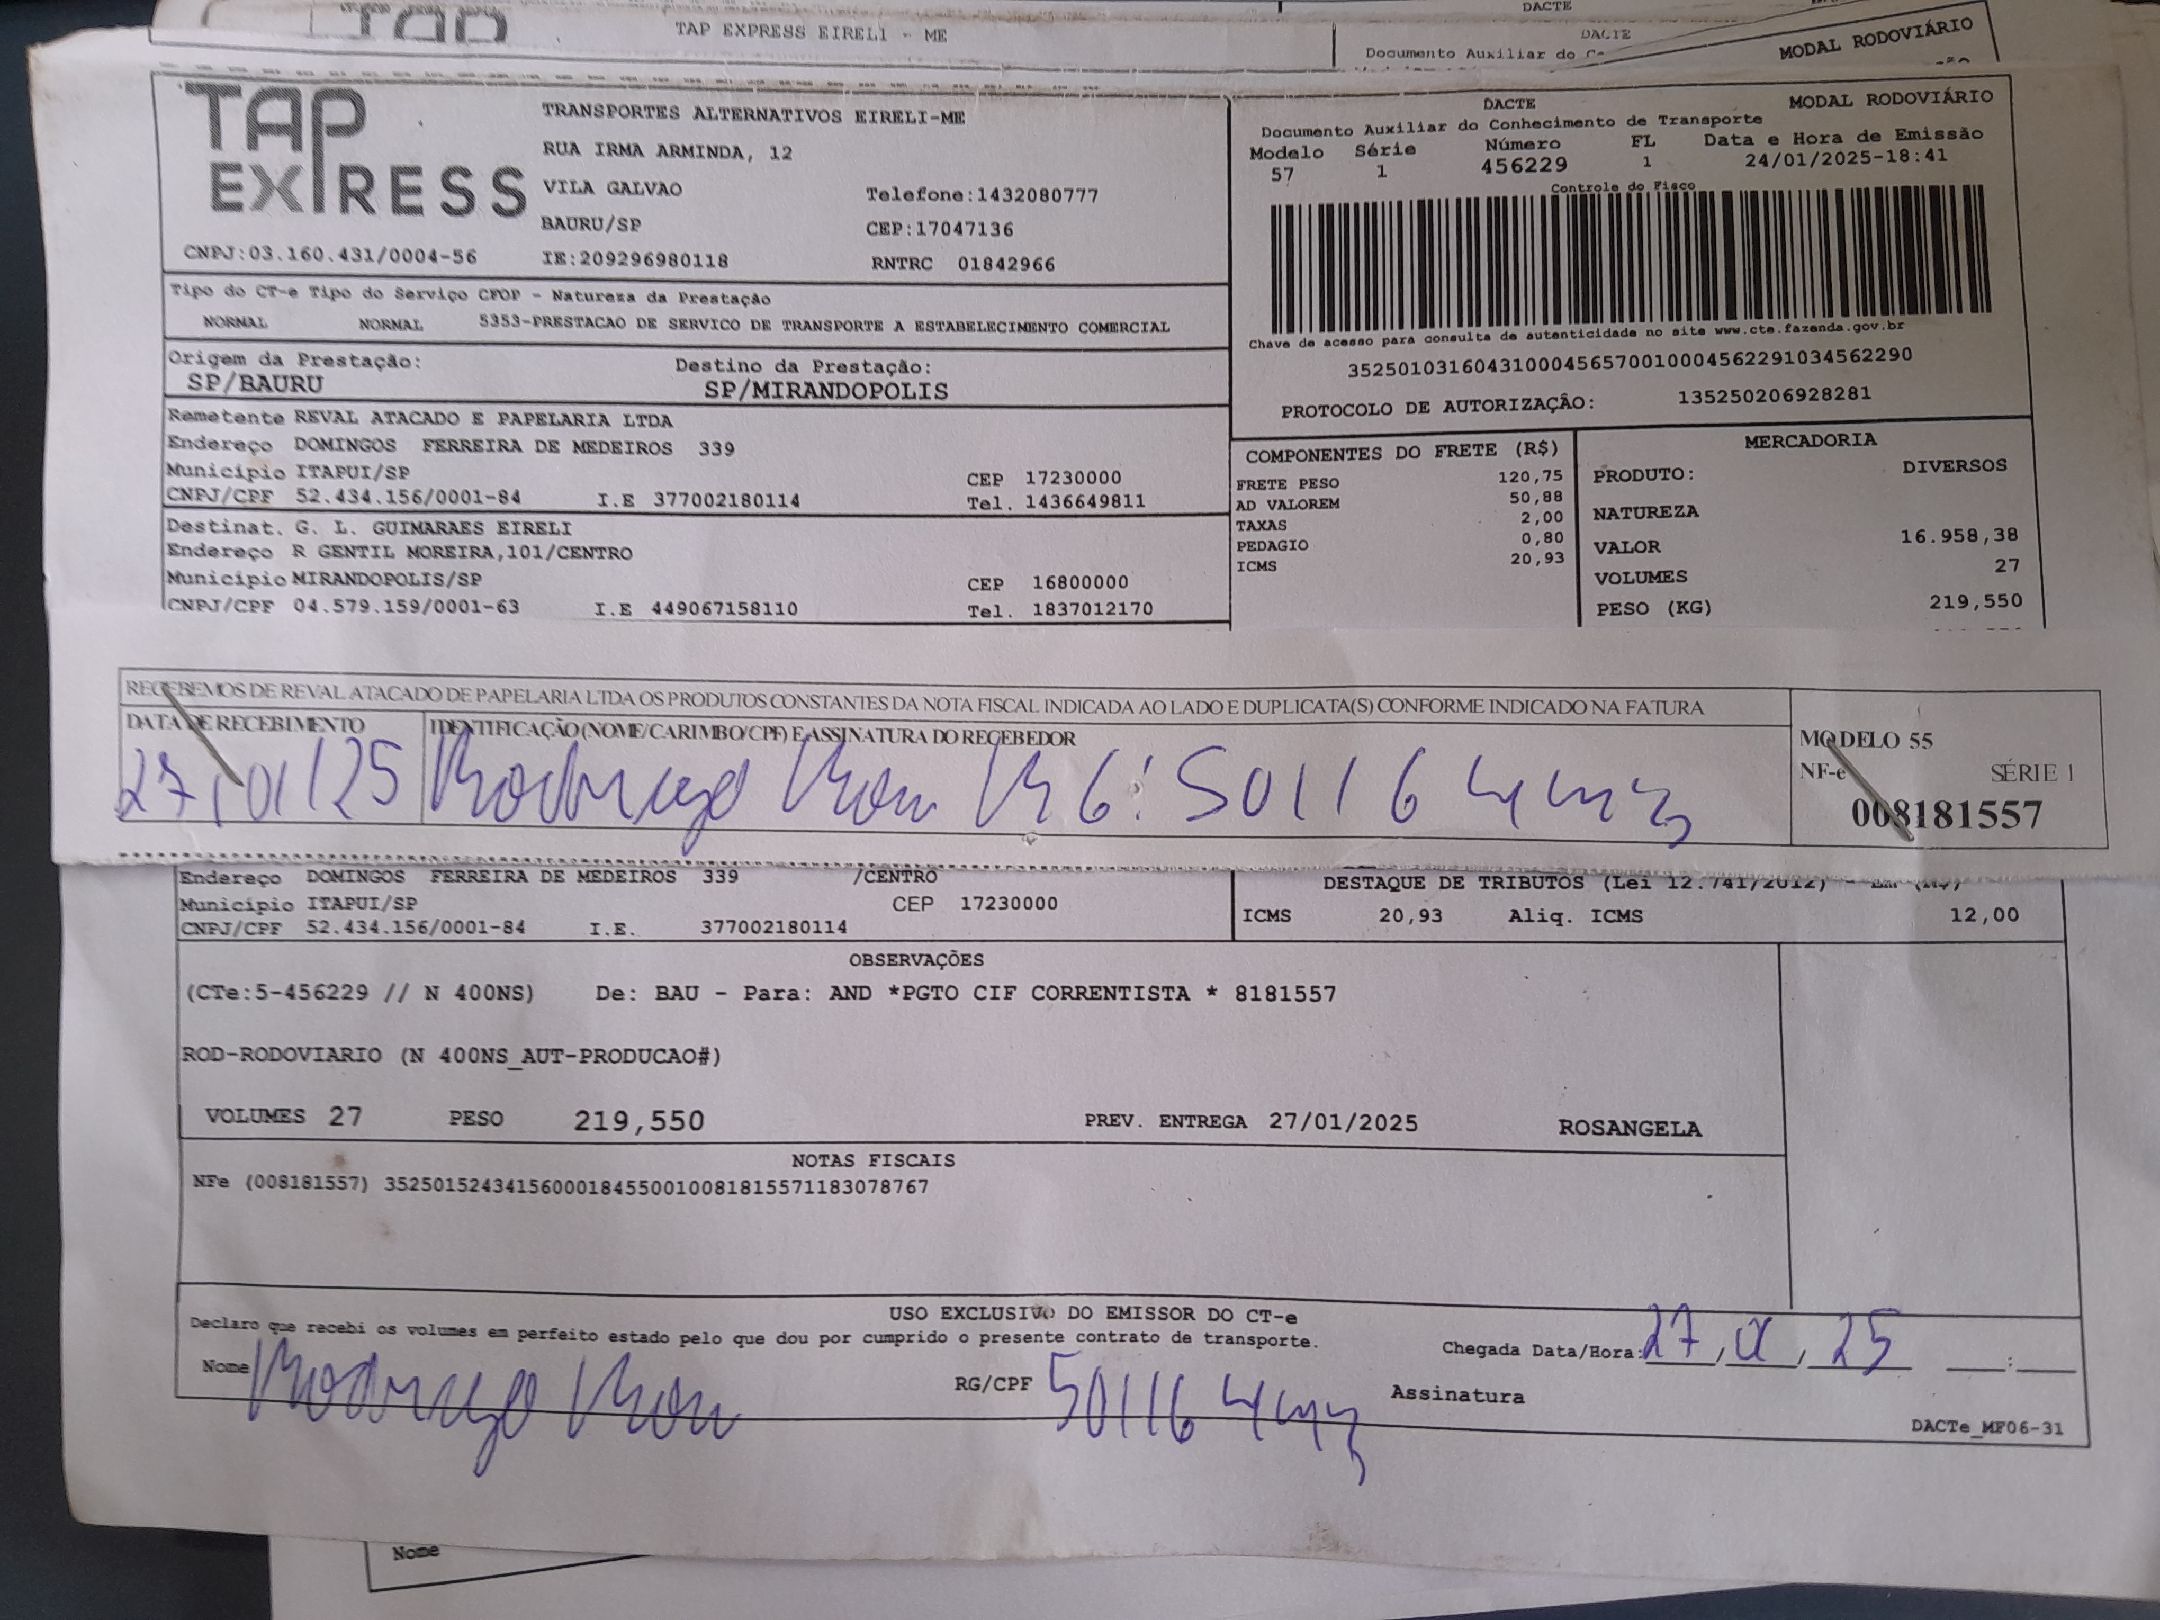 TAP EXPRESS EIRELI - ME
DACTE
DACTE
Documento Auxiliar do
MODAL RODOVIÁRIO
TAP EXPRESS
TRANSPORTES ALTERNATIVOS EIRELI-ME
RUA IRMA ARMINDA, 12
VILA GALVAO Telefone:1432080777
BAURU/SP CEP:17047136
CNPJ:03.160.431/0004-56 IE:209296980118 RNTRC 01842966
DACTE MODAL RODOVIÁRIO
Documento Auxiliar do Conhecimento de Transporte
Modelo Série Número FL Data e Hora de Emissão
57 1 456229 1 24/01/2025-18:41
Controle do Fisco
Chave de acesso para consulta de autenticidade no site www.cte.fazenda.gov.br
35250103160431000456570010004562291034562290
PROTOCOLO DE AUTORIZAÇÃO: 135250206928281
Tipo do CT-e Tipo do Serviço CFOP - Natureza da Prestação
NORMAL NORMAL 5353-PRESTACAO DE SERVICO DE TRANSPORTE A ESTABELECIMENTO COMERCIAL
Origem da Prestação: Destino da Prestação:
SP/BAURU SP/MIRANDOPOLIS
Remetente REVAL ATACADO E PAPELARIA LTDA
Endereço DOMINGOS FERREIRA DE MEDEIROS 339
Município ITAPUI/SP CEP 17230000
CNPJ/CPF 52.434.156/0001-84 I.E 377002180114 Tel. 1436649811
Destinat. G. L. GUIMARAES EIRELI
Endereço R GENTIL MOREIRA,101/CENTRO
Município MIRANDOPOLIS/SP CEP 16800000
CNPJ/CPF 04.579.159/0001-63 I.E 449067158110 Tel. 1837012170
COMPONENTES DO FRETE (R$)
FRETE PESO 120,75
AD VALOREM 50,88
TAXAS 2,00
PEDAGIO 0,80
ICMS 20,93
MERCADORIA
PRODUTO: DIVERSOS
NATUREZA
VALOR 16.958,38
VOLUMES 27
PESO (KG) 219,550
RECEBEMOS DE REVAL ATACADO DE PAPELARIA LTDA OS PRODUTOS CONSTANTES DA NOTA FISCAL INDICADA AO LADO E DUPLICATA(S) CONFORME INDICADO NA FATURA
DATA DE RECEBIMENTO IDENTIFICAÇÃO (NOME/CARIMBO/CPF) E ASSINATURA DO RECEBEDOR
27/01/25 Rodrygo
MODELO 55
NF-e SÉRIE 1
008181557
Endereço DOMINGOS FERREIRA DE MEDEIROS 339 /CENTRO
Município ITAPUI/SP CEP 17230000
CNPJ/CPF 52.434.156/0001-84 I.E. 377002180114
DESTAQUE DE TRIBUTOS (Lei 12.741/2012) -
ICMS 20,93 Aliq. ICMS 12,00
OBSERVAÇÕES
(CTe:5-456229 // N 400NS) De: BAU - Para: AND *PGTO CIF CORRENTISTA * 8181557
ROD-RODOVIARIO (N 400NS_AUT-PRODUCAO#)
VOLUMES 27 PESO 219,550 PREV. ENTREGA 27/01/2025 ROSANGELA
NOTAS FISCAIS
NFe (008181557) 35250152434156000184550010081815571183078767
USO EXCLUSIVO DO EMISSOR DO CT-e
Declaro que recebi os volumes em perfeito estado pelo que dou por cumprido o presente contrato de transporte.
Chegada Data/Hora: 27, 01, 25 :
Nome Rodrygo RG/CPF Assinatura
DACTe_MF06-31
Nome